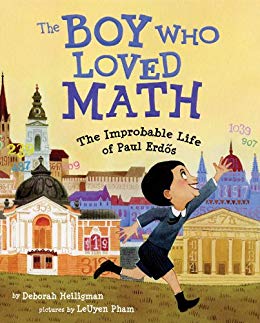 The
BOY WHO
LOVED
MATH
The Improbable Life
of Paul Erdős
1039
907
by Deborah Heiligman
pictures by LeUyen Pham